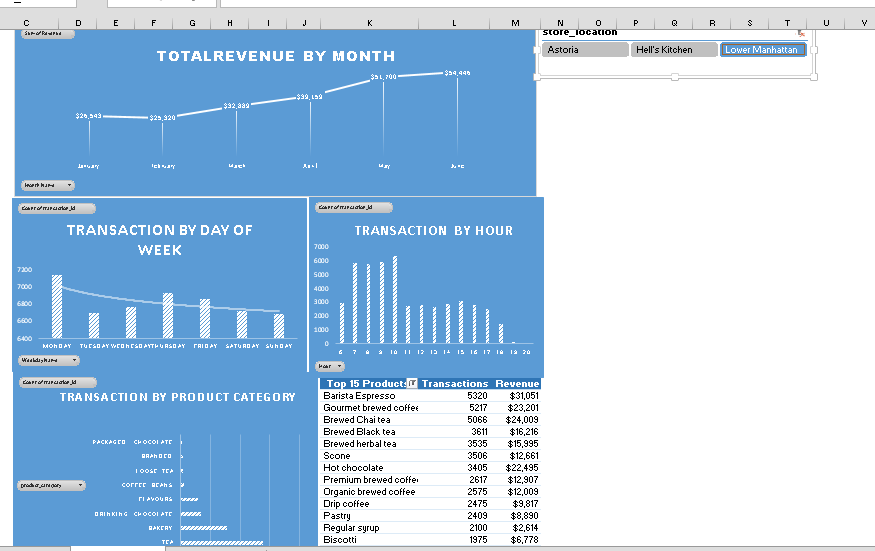 C D E F G H I J K L M N O P Q R S T U V
Sum of Revenue
store_location
Astoria Hell's Kitchen Lower Manhattan
TOTALREVENUE BY MONTH
$26,543 $25,320 $32,889 $39,159 $51,700 $54,446
January February March April May June
Month Name
Count of transaction_id
TRANSACTION BY DAY OF
WEEK
7200
7000
6800
6600
6400
MONDAY TUESDAY WEDNESDAY THURSDAY FRIDAY SATURDAY SUNDAY
Weekday Name
Count of transaction_id
TRANSACTION BY HOUR
7000
6000
5000
4000
3000
2000
1000
0
6 7 8 9 10 11 12 13 14 15 16 17 18 19 20
Hour
Count of transaction_id
TRANSACTION BY PRODUCT CATEGORY
PACKAGED CHOCOLATE
BRANDED
LOOSE TEA
COFFEE BEANS
FLAVOURS
DRINKING CHOCOLATE
BAKERY
TEA
product_category
Top 15 Products Transactions Revenue
Barista Espresso 5320 $31,051
Gourmet brewed coffee 5217 $23,201
Brewed Chai tea 5066 $24,009
Brewed Black tea 3611 $16,216
Brewed herbal tea 3535 $15,995
Scone 3506 $12,661
Hot chocolate 3405 $22,495
Premium brewed coffe 2617 $12,907
Organic brewed coffee 2575 $12,009
Drip coffee 2475 $9,817
Pastry 2409 $8,890
Regular syrup 2100 $2,614
Biscotti 1975 $6,778